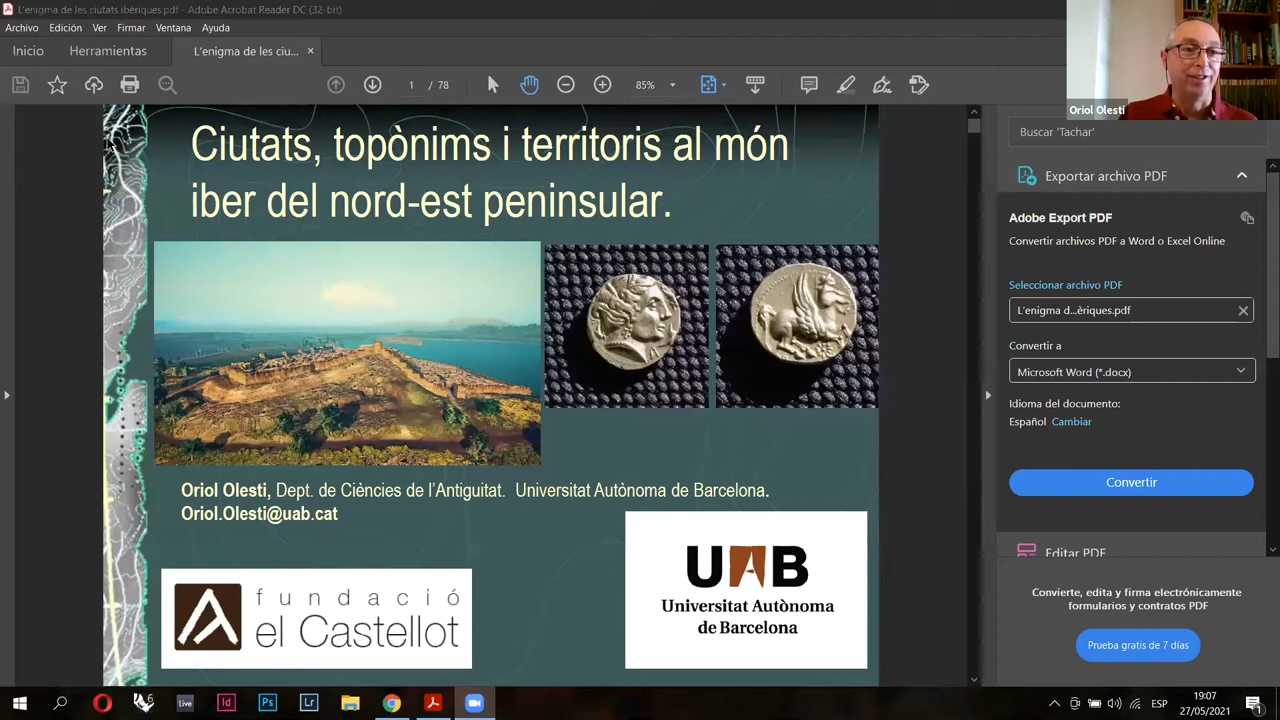 L'enigma de les ciutats ibèriques.pdf - Adobe Acrobat Reader DC (32-bit)
Archivo Edición Ver Firmar Ventana Ayuda
Inicio Herramientas L'enigma de les ciu... ×
1 / 78 85%
Oriol Olesti
Ciutats, topònims i territoris al món
iber del nord-est peninsular.
Oriol Olesti, Dept. de Ciències de l'Antiguitat. Universitat Autònoma de Barcelona.
Oriol.Olesti@uab.cat
fundació
el Castellot
UAB
Universitat Autònoma
de Barcelona
Buscar 'Tachar'
Exportar archivo PDF
Adobe Export PDF
Convertir archivos PDF a Word o Excel Online
Seleccionar archivo PDF
L'enigma d...èriques.pdf
Convertir a
Microsoft Word (*.docx)
Idioma del documento:
Español Cambiar
Convertir
Editar PDF
Convierte, edita y firma electrónicamente
formularios y contratos PDF
Prueba gratis de 7 días
Live Id Ps Lr ESP
19:07
27/05/2021
1